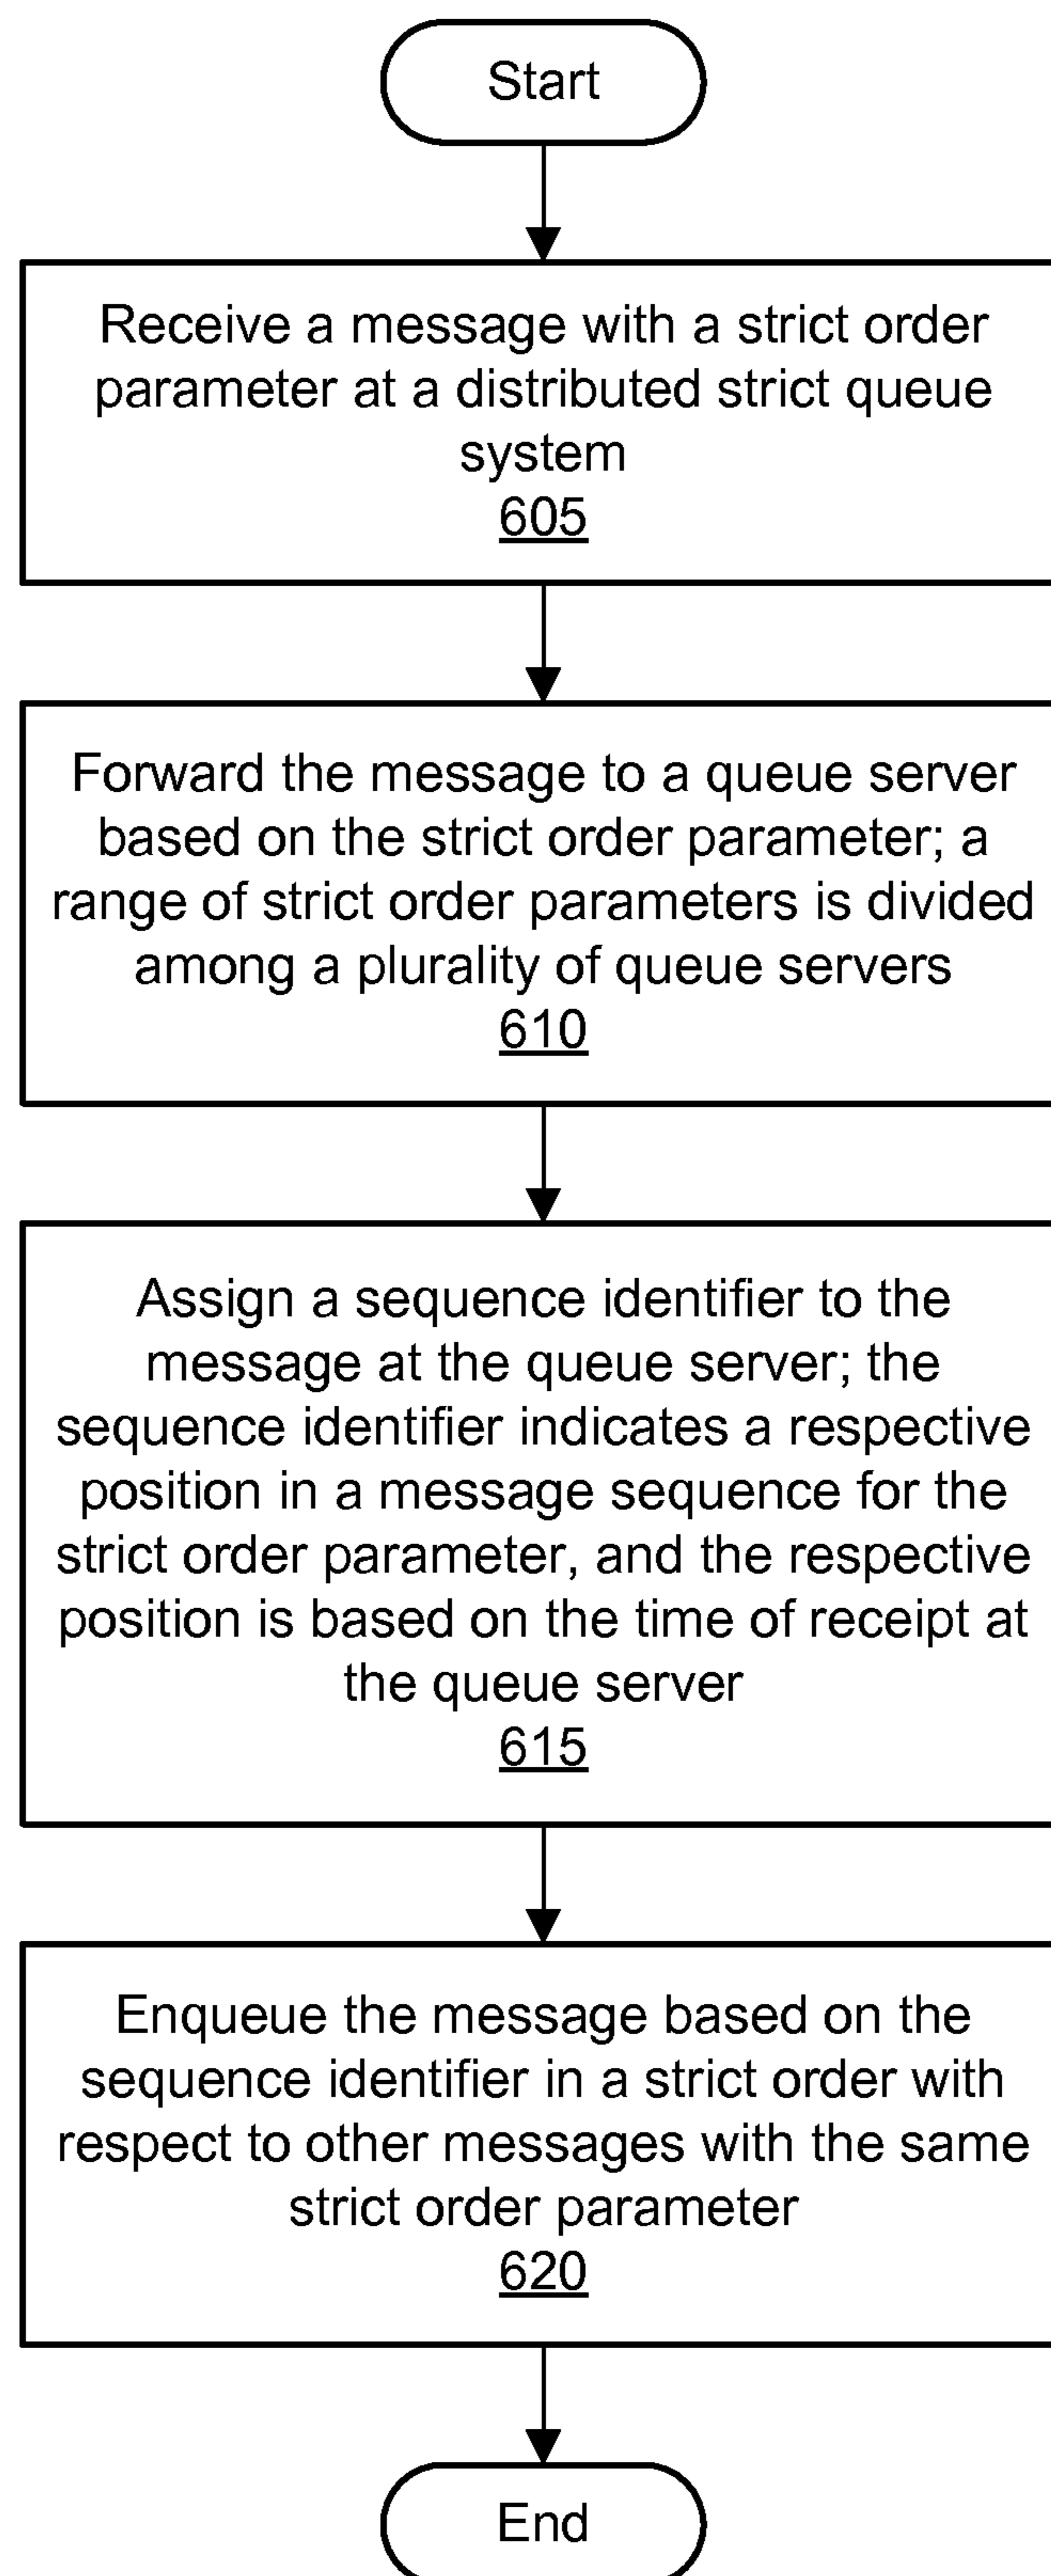 Start
Receive a message with a strict order
parameter at a distributed strict queue
system
605
Forward the message to a queue server
based on the strict order parameter; a
range of strict order parameters is divided
among a plurality of queue servers
610
Assign a sequence identifier to the
message at the queue server; the
sequence identifier indicates a respective
position in a message sequence for the
strict order parameter, and the respective
position is based on the time of receipt at
the queue server
615
Enqueue the message based on the
sequence identifier in a strict order with
respect to other messages with the same
strict order parameter
620
End